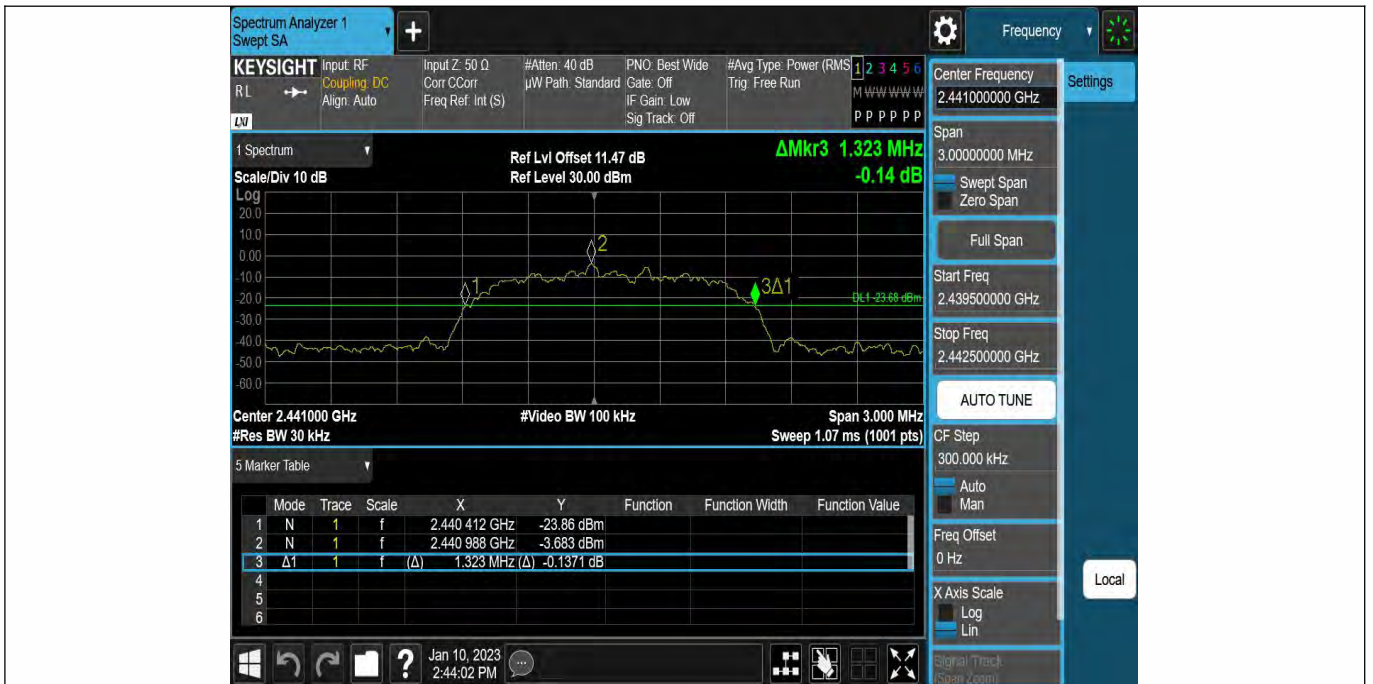 Spectrum Analyzer 1
Swept SA
+
Frequency
KEYSIGHT
RL
LXI
Input: RF
Coupling: DC
Align: Auto
Input Z: 50 Ω
Corr CCorr
Freq Ref: Int (S)
#Atten: 40 dB
µW Path: Standard
PNO: Best Wide
Gate: Off
IF Gain: Low
Sig Track: Off
#Avg Type: Power (RMS
Trig: Free Run
1 2 3 4 5 6
M W W W W W
P P P P P P
1 Spectrum
Scale/Div 10 dB
Ref Lvl Offset 11.47 dB
Ref Level 30.00 dBm
ΔMkr3 1.323 MHz
-0.14 dB
Log
20.0
10.0
0.00
-10.0
-20.0
-30.0
-40.0
-50.0
-60.0
1
2
3Δ1
DL1 -23.68 dBm
Center 2.441000 GHz
#Video BW 100 kHz
Span 3.000 MHz
#Res BW 30 kHz
Sweep 1.07 ms (1001 pts)
5 Marker Table
Mode Trace Scale X Y Function Function Width Function Value
1 N 1 f 2.440 412 GHz -23.86 dBm
2 N 1 f 2.440 988 GHz -3.683 dBm
3 Δ1 1 f (Δ) 1.323 MHz (Δ) -0.1371 dB
4
5
6
?
Jan 10, 2023
2:44:02 PM
Center Frequency
2.441000000 GHz
Span
3.00000000 MHz
Swept Span
Zero Span
Full Span
Start Freq
2.439500000 GHz
Stop Freq
2.442500000 GHz
AUTO TUNE
CF Step
300.000 kHz
Auto
Man
Freq Offset
0 Hz
X Axis Scale
Log
Lin
Signal Track
(Span Zoom)
Settings
Local